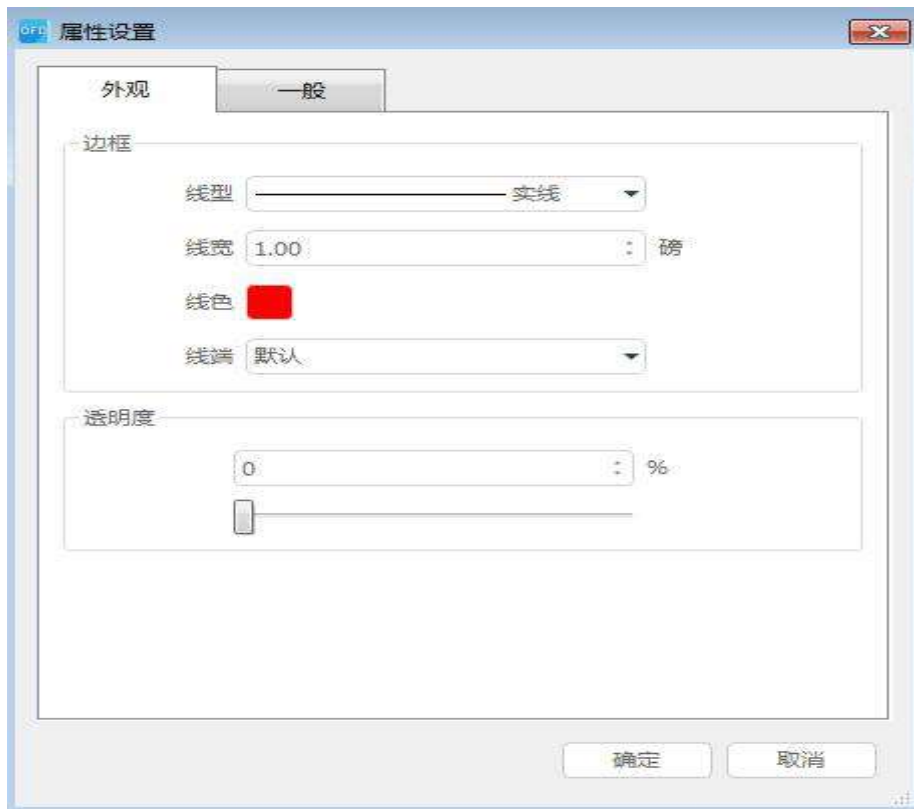 OFD 属性设置
外观 一般
边框
线型 实线
线宽 1.00 磅
线色
线端 默认
透明度
0 %
确定 取消